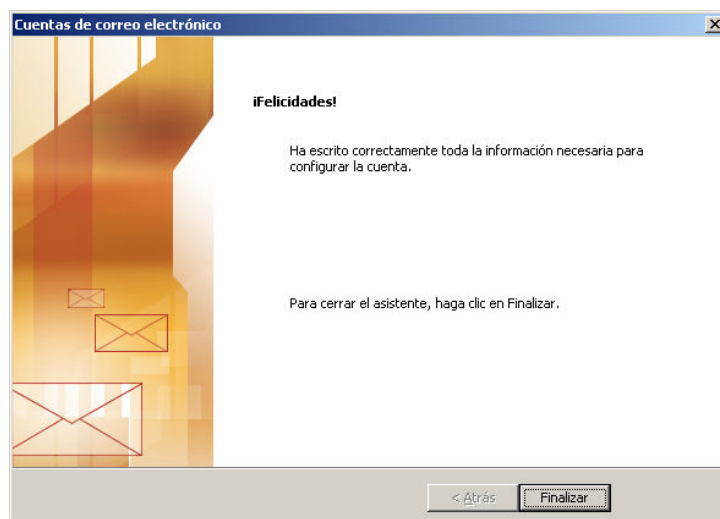 Cuentas de correo electrónico
¡Felicidades!
Ha escrito correctamente toda la información necesaria para
configurar la cuenta.
Para cerrar el asistente, haga clic en Finalizar.
< Atrás
Finalizar